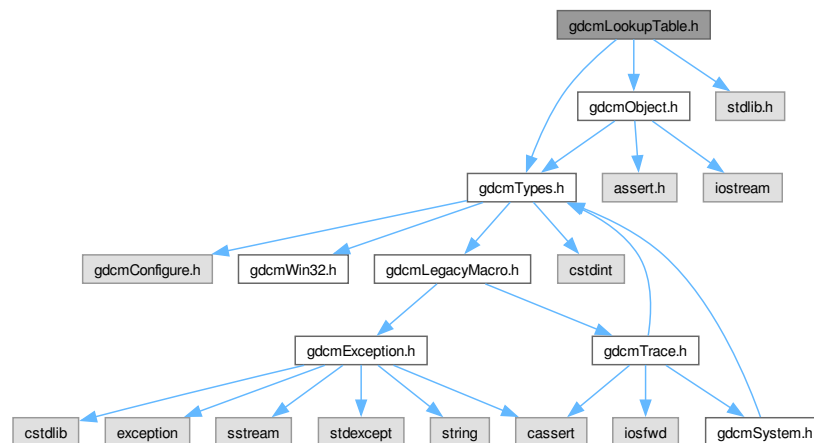 gdcmLookupTable.h
gdcmObject.h
stdlib.h
gdcmTypes.h
assert.h
iostream
gdcmConfigure.h
gdcmWin32.h
gdcmLegacyMacro.h
cstdint
gdcmException.h
gdcmTrace.h
cstdlib
exception
sstream
stdexcept
string
cassert
iosfwd
gdcmSystem.h